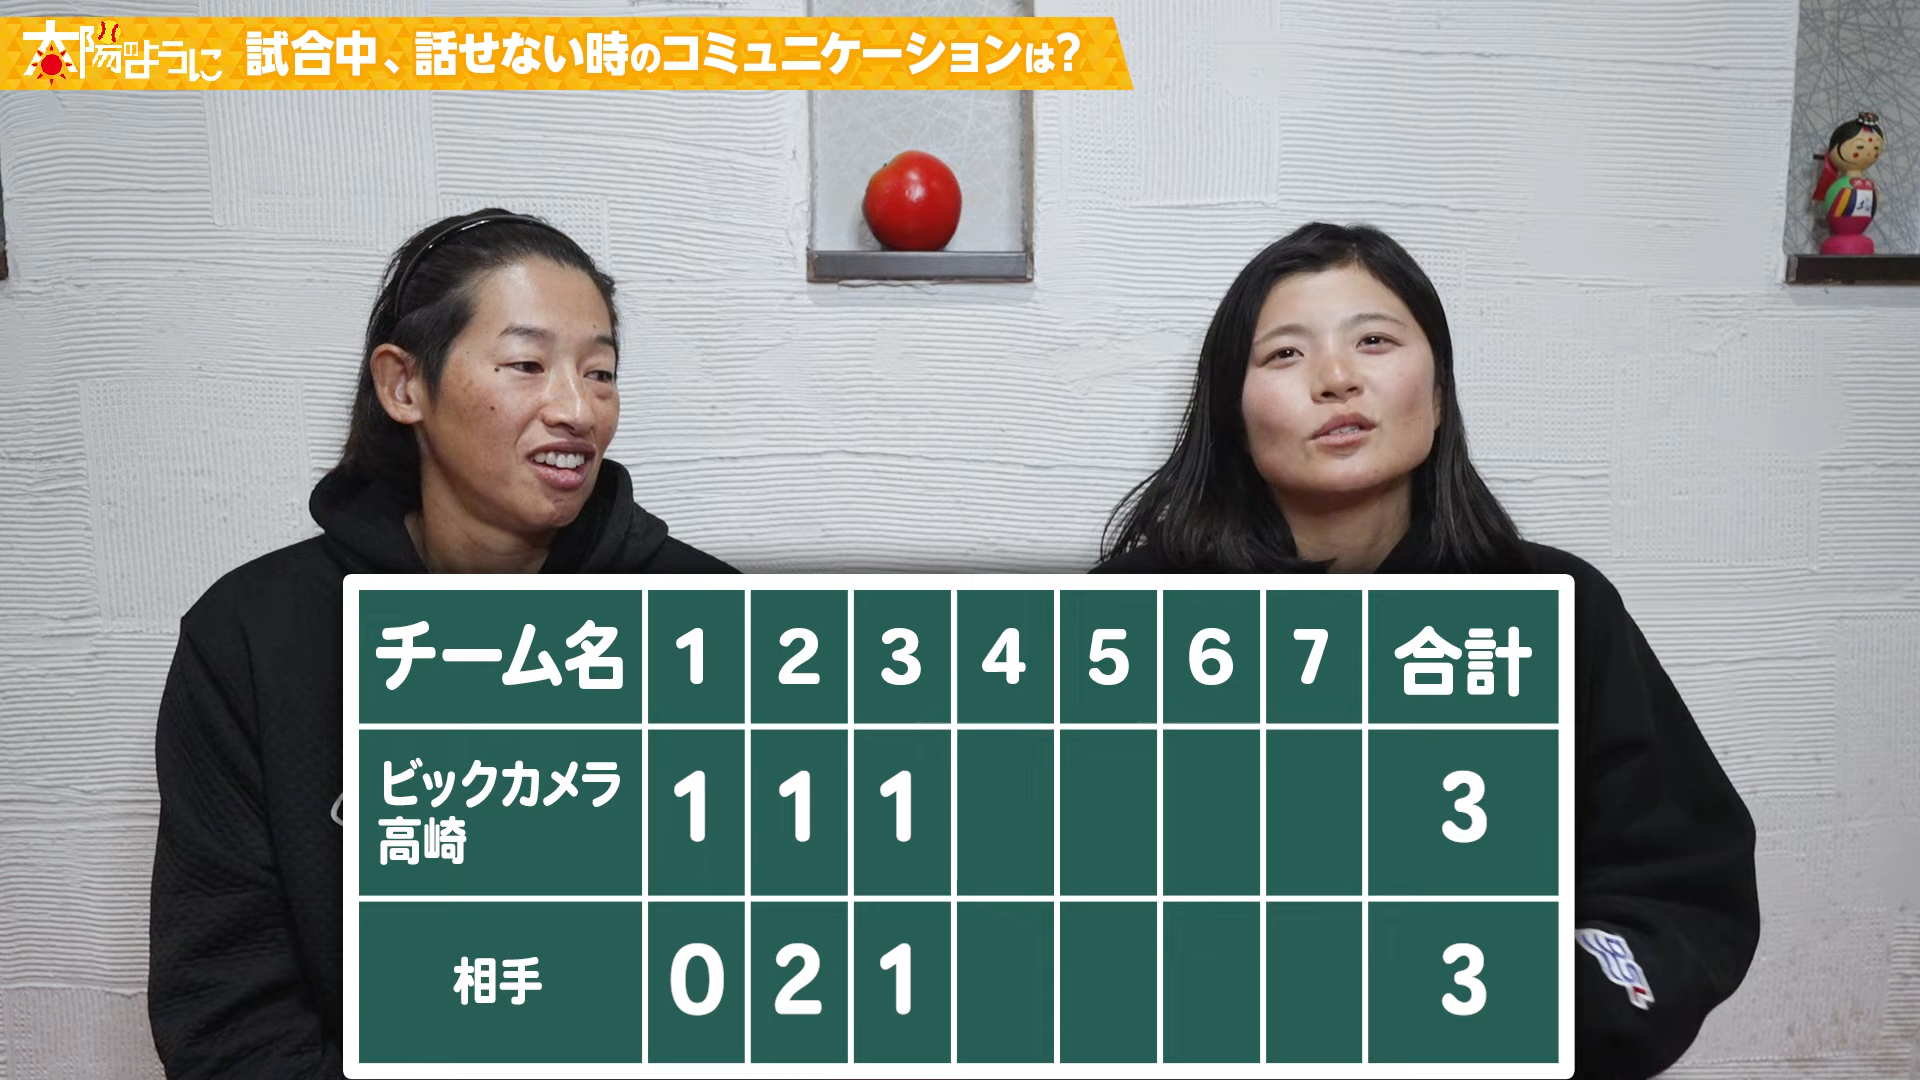 太陽のように 試合中、話せない時のコミュニケーションは?
チーム名 1 2 3 4 5 6 7 合計
ビックカメラ
高崎 1 1 1 3
相手 0 2 1 3